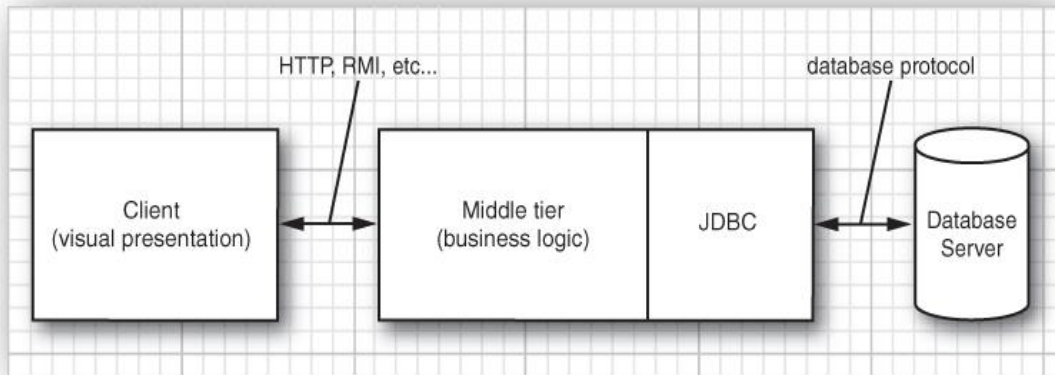 HTTP, RMI, etc...
database protocol
Client
(visual presentation)
Middle tier
(business logic)
JDBC
Database
Server